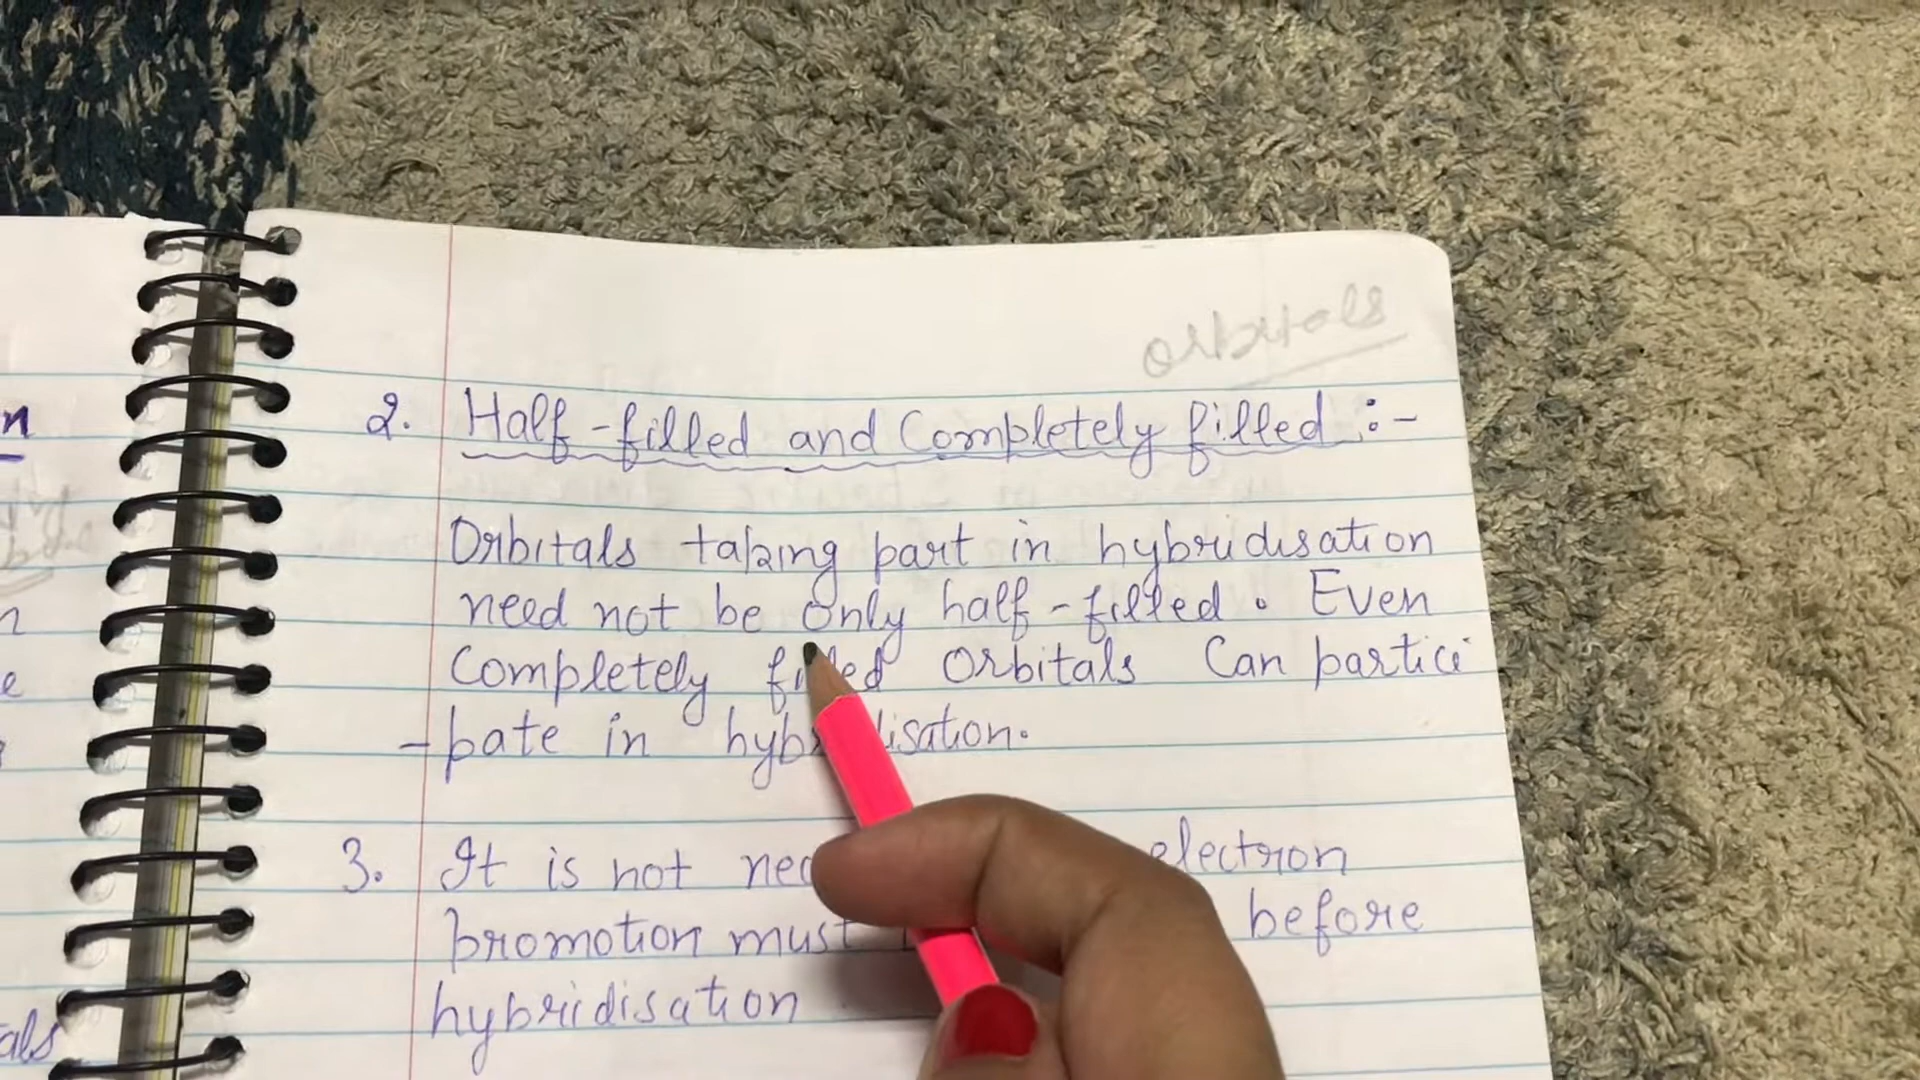 n
orbitals
2. Half-filled and Completely filled :-
Orbitals taking part in hybridisation
need not be only half-filled. Even
Completely filled Orbitals Can partici
-pate in hybridisation.
3. It is not electron
promotion must before
hybridisation
n
e
als